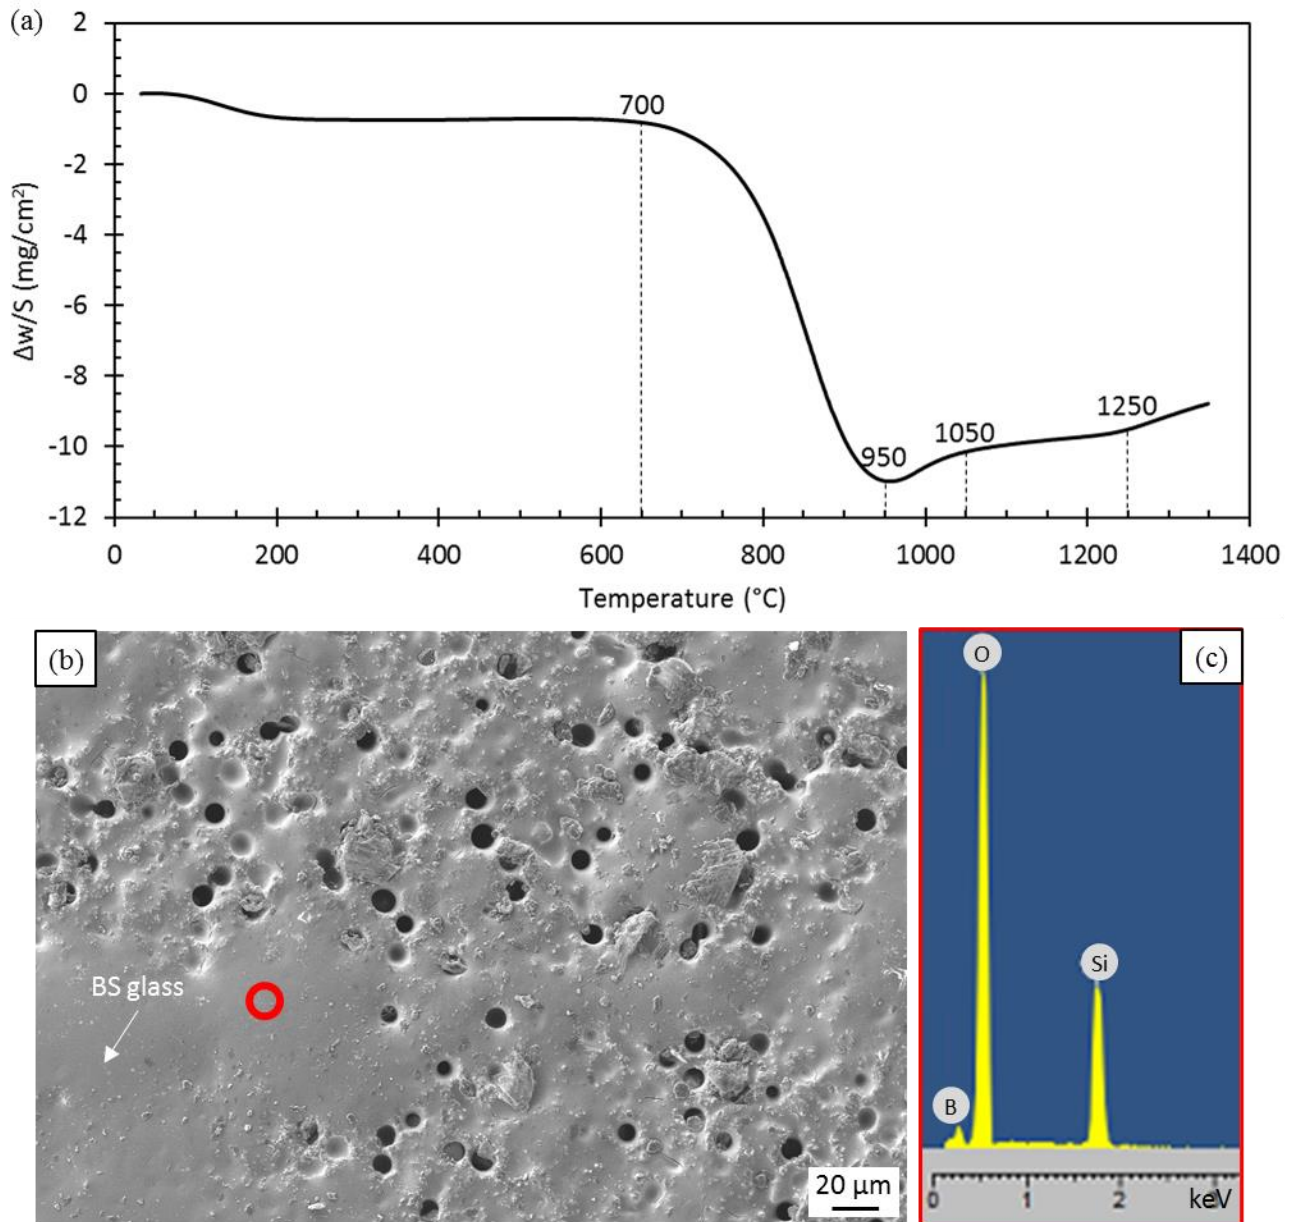 (a)
2
0
-2
-4
-6
-8
-10
-12
Δw/S (mg/cm²)
700
950
1050
1250
0 200 400 600 800 1000 1200 1400
Temperature (°C)
(b)
BS glass
20 μm
(c)
O
Si
B
0 1 2 3
keV